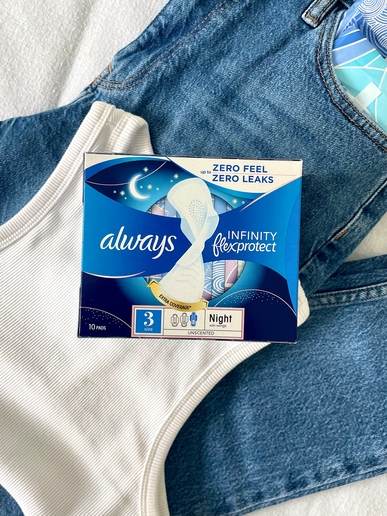 up to ZERO FEEL
ZERO LEAKS
always
INFINITY
flexprotect
EXTRA COVERAGE*
10 PADS
3
size
Night
with wings
UNSCENTED